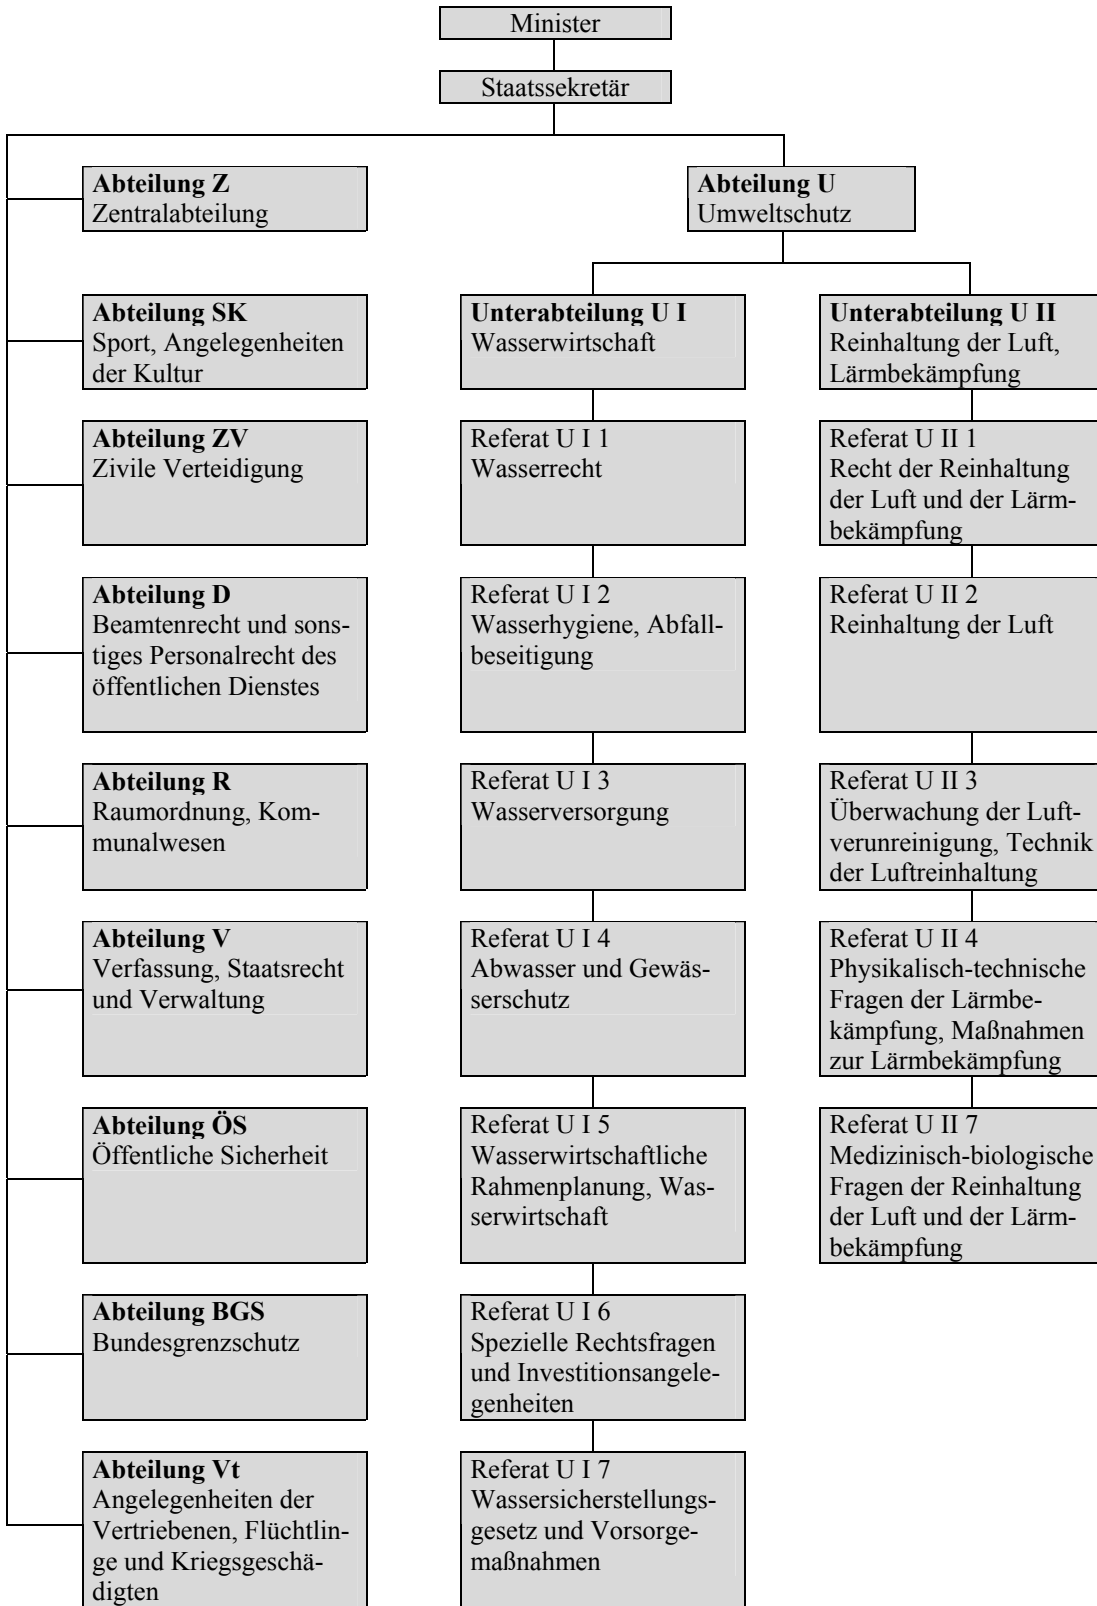 Minister
Staatssekretär
Abteilung Z
Zentralabteilung
Abteilung U
Umweltschutz
Abteilung SK
Sport, Angelegenheiten
der Kultur
Unterabteilung U I
Wasserwirtschaft
Unterabteilung U II
Reinhaltung der Luft,
Lärmbekämpfung
Abteilung ZV
Zivile Verteidigung
Referat U I 1
Wasserrecht
Referat U II 1
Recht der Reinhaltung
der Luft und der Lärm-
bekämpfung
Abteilung D
Beamtenrecht und sons-
tiges Personalrecht des
öffentlichen Dienstes
Referat U I 2
Wasserhygiene, Abfall-
beseitigung
Referat U II 2
Reinhaltung der Luft
Abteilung R
Raumordnung, Kom-
munalwesen
Referat U I 3
Wasserversorgung
Referat U II 3
Überwachung der Luft-
verunreinigung, Technik
der Luftreinhaltung
Abteilung V
Verfassung, Staatsrecht
und Verwaltung
Referat U I 4
Abwasser und Gewäs-
serschutz
Referat U II 4
Physikalisch-technische
Fragen der Lärmbe-
kämpfung, Maßnahmen
zur Lärmbekämpfung
Abteilung ÖS
Öffentliche Sicherheit
Referat U I 5
Wasserwirtschaftliche
Rahmenplanung, Was-
serwirtschaft
Referat U II 7
Medizinisch-biologische
Fragen der Reinhaltung
der Luft und der Lärm-
bekämpfung
Abteilung BGS
Bundesgrenzschutz
Referat U I 6
Spezielle Rechtsfragen
und Investitionsangele-
genheiten
Abteilung Vt
Angelegenheiten der
Vertriebenen, Flüchtlin-
ge und Kriegsgeschä-
digten
Referat U I 7
Wassersicherstellungs-
gesetz und Vorsorge-
maßnahmen